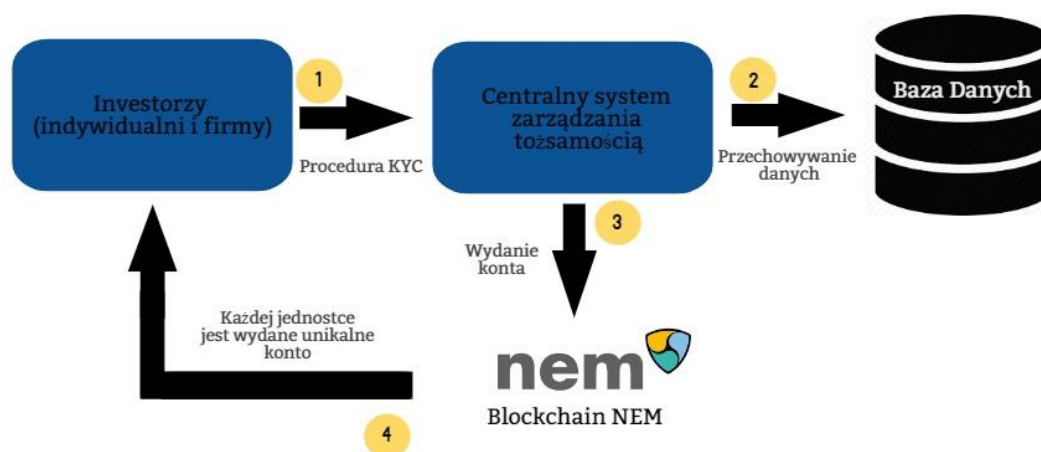 Investorzy
(indywidualni i firmy)
1
Procedura KYC
Centralny system
zarządzania
tożsamością
2
Przechowywanie
danych
Baza Danych
3
Wydanie
konta
nem
Blockchain NEM
Każdej jednostce
jest wydane unikalne
konto
4